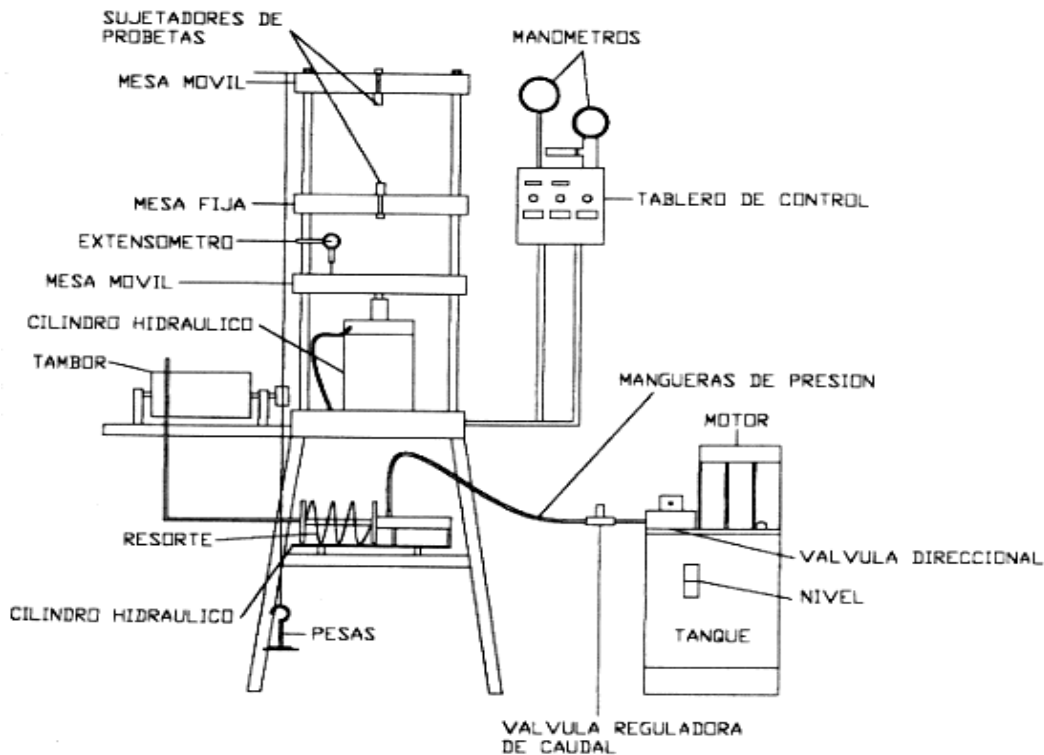 SUJETADORES DE
PROBETAS
MANOMETROS
MESA MOVIL
MESA FIJA
TABLERO DE CONTROL
EXTENSOMETRO
MESA MOVIL
CILINDRO HIDRAULICO
TAMBOR
MANGUERAS DE PRESION
MOTOR
RESORTE
VALVULA DIRECCIONAL
NIVEL
CILINDRO HIDRAULICO
PESAS
TANQUE
VALVULA REGULADORA
DE CAUDAL